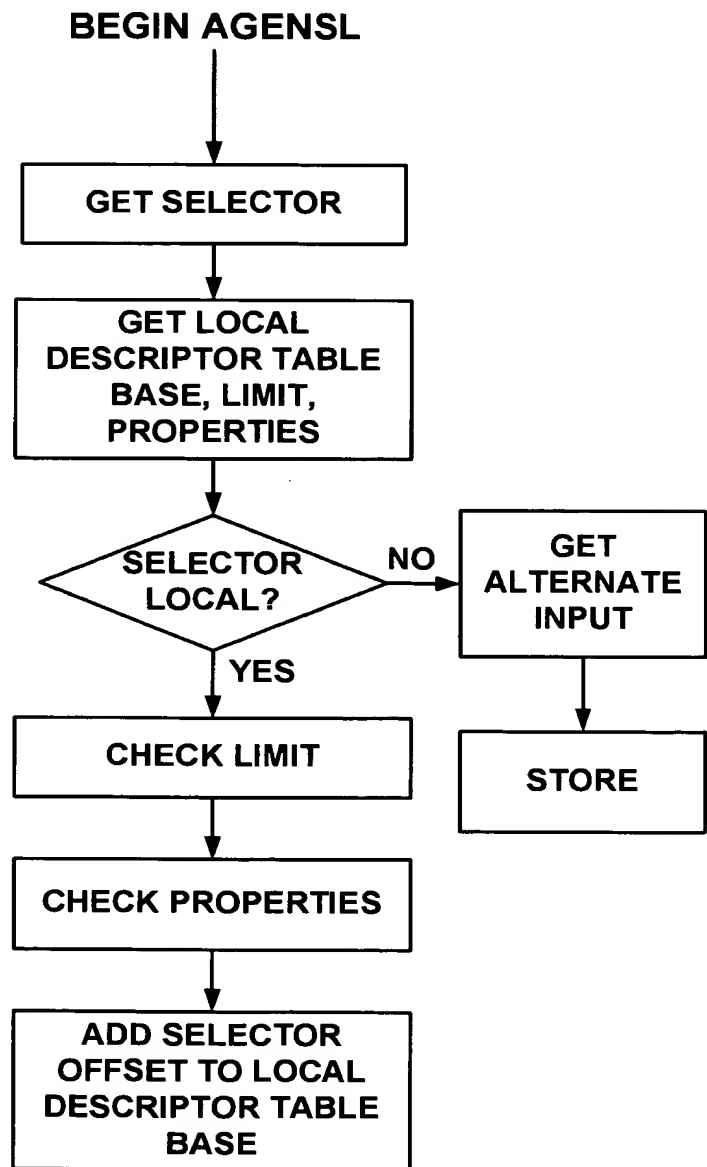 BEGIN AGENSL
GET SELECTOR
GET LOCAL
DESCRIPTOR TABLE
BASE, LIMIT,
PROPERTIES
SELECTOR
LOCAL?
NO
GET
ALTERNATE
INPUT
YES
STORE
CHECK LIMIT
CHECK PROPERTIES
ADD SELECTOR
OFFSET TO LOCAL
DESCRIPTOR TABLE
BASE